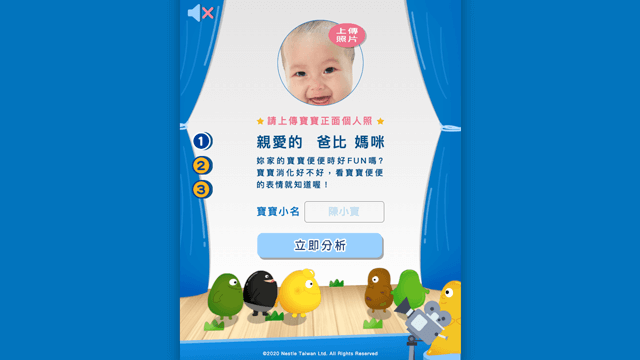 上傳
照片
請上傳寶寶正面個人照
親愛的 爸比 媽咪
妳家的寶寶便便時好FUN嗎?
寶寶消化好不好，看寶寶便便
的表情就知道喔！
1
2
3
寶寶小名 陳小寶
立即分析
©2020 Nestle Taiwan Ltd. All Rights Reserved